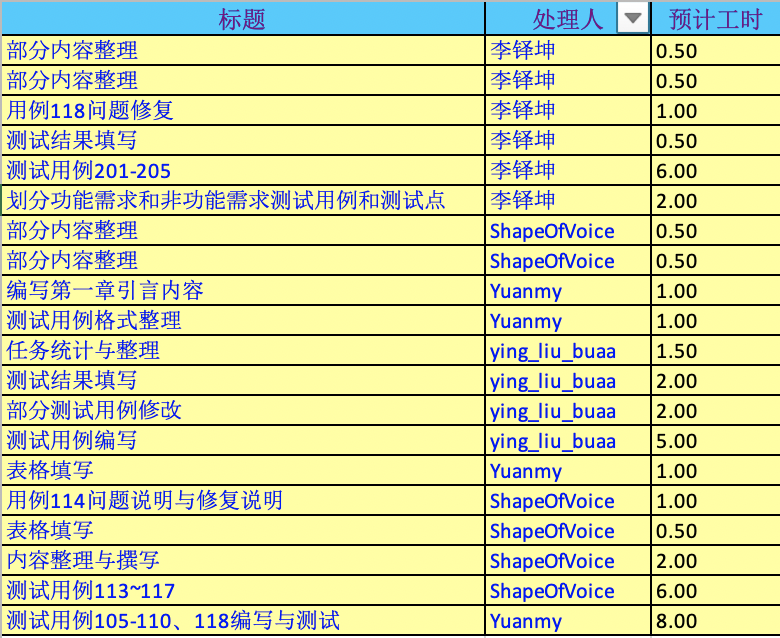 标题 处理人 预计工时
部分内容整理 李铎坤 0.50
部分内容整理 李铎坤 0.50
用例118问题修复 李铎坤 1.00
测试结果填写 李铎坤 0.50
测试用例201-205 李铎坤 6.00
划分功能需求和非功能需求测试用例和测试点 李铎坤 2.00
部分内容整理 ShapeOfVoice 0.50
部分内容整理 ShapeOfVoice 0.50
编写第一章引言内容 Yuanmy 1.00
测试用例格式整理 Yuanmy 1.00
任务统计与整理 ying_liu_buaa 1.50
测试结果填写 ying_liu_buaa 2.00
部分测试用例修改 ying_liu_buaa 2.00
测试用例编写 ying_liu_buaa 5.00
表格填写 Yuanmy 1.00
用例114问题说明与修复说明 ShapeOfVoice 1.00
表格填写 ShapeOfVoice 0.50
内容整理与撰写 ShapeOfVoice 2.00
测试用例113~117 ShapeOfVoice 6.00
测试用例105-110、118编写与测试 Yuanmy 8.00